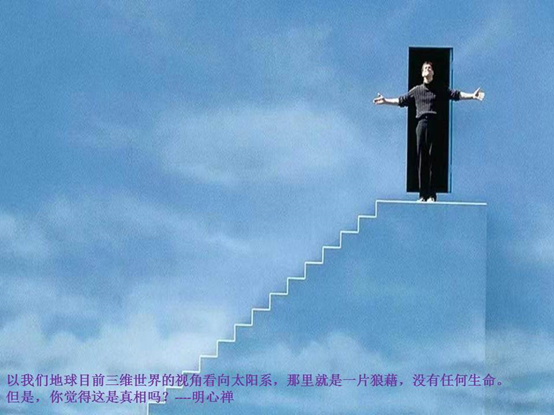 以我们地球目前三维世界的视角看向太阳系，那里就是一片狼藉，没有任何生命。
但是，你觉得这是真相吗？----明心禅